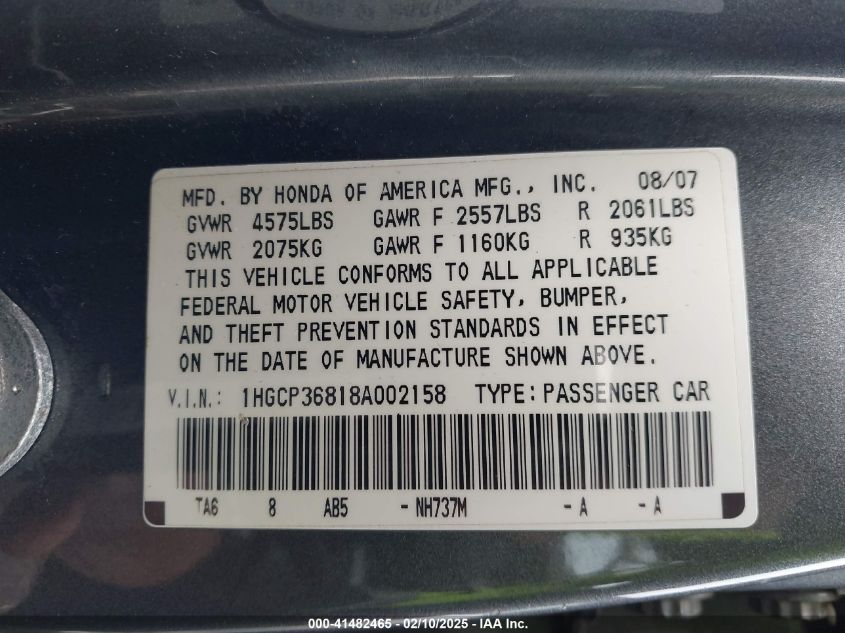 MFD. BY HONDA OF AMERICA MFG., INC. 08/07
GVWR 4575LBS GAWR F 2557LBS R 2061LBS
GVWR 2075KG GAWR F 1160KG R 935KG
THIS VEHICLE CONFORMS TO ALL APPLICABLE
FEDERAL MOTOR VEHICLE SAFETY, BUMPER,
AND THEFT PREVENTION STANDARDS IN EFFECT
ON THE DATE OF MANUFACTURE SHOWN ABOVE.
V.I.N.: 1HGCP36818A002158 TYPE: PASSENGER CAR
TA6 8 AB5 - NH737M - A - A
000-41482465 - 02/10/2025 - IAA Inc.